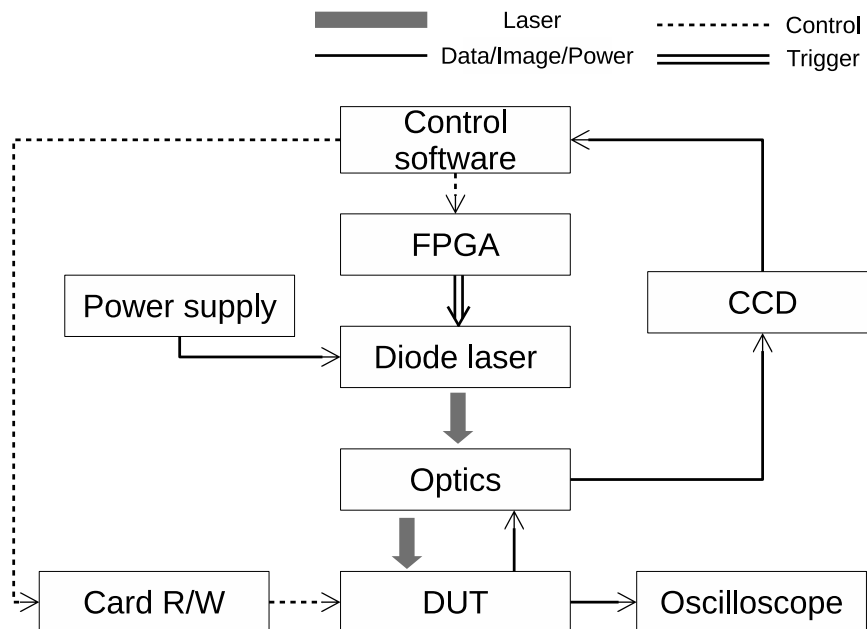 Laser
Control
Data/Image/Power
Trigger
Control
software
FPGA
Power supply
CCD
Diode laser
Optics
Card R/W
DUT
Oscilloscope